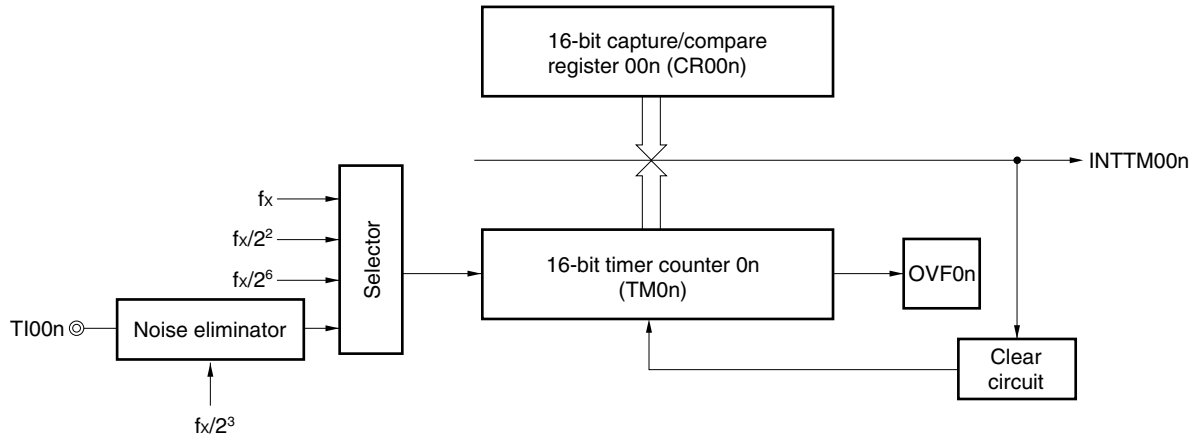 16-bit capture/compare
register 00n (CR00n)
INTTM00n
fx
fx/2²
fx/2⁶
Selector
16-bit timer counter 0n
(TM0n)
OVF0n
TI00n
Noise eliminator
Clear
circuit
fx/2³